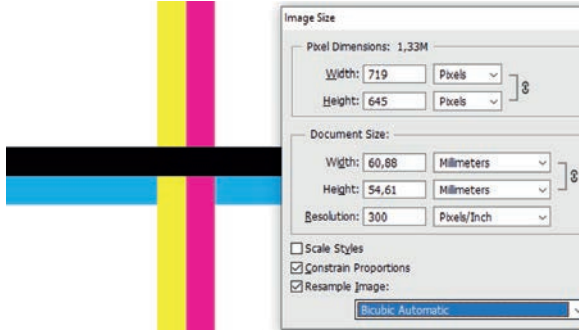 Image Size
Pixel Dimensions: 1,33M
Width: 719 Pixels
Height: 645 Pixels
Document Size:
Width: 60,88 Millimeters
Height: 54,61 Millimeters
Resolution: 300 Pixels/Inch
Scale Styles
Constrain Proportions
Resample Image:
Bicubic Automatic